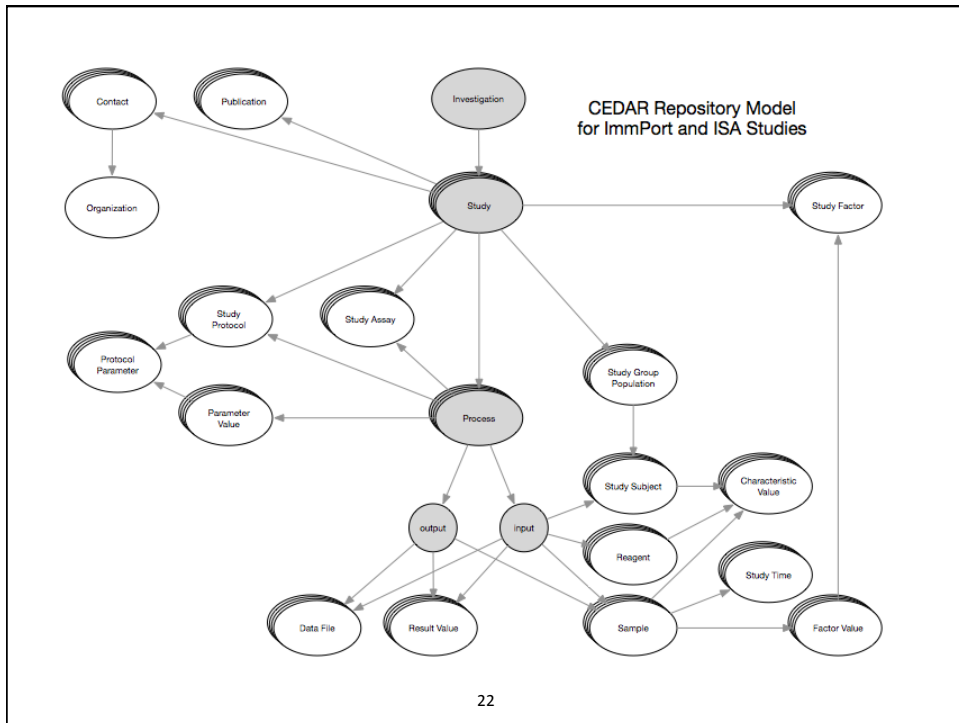 Contact
Publication
Investigation
CEDAR Repository Model
for ImmPort and ISA Studies
Organization
Study
Study Factor
Study
Protocol
Study Assay
Protocol
Parameter
Study Group
Population
Parameter
Value
Process
Study Subject
Characteristic
Value
output
input
Reagent
Study Time
Data File
Result Value
Sample
Factor Value
22